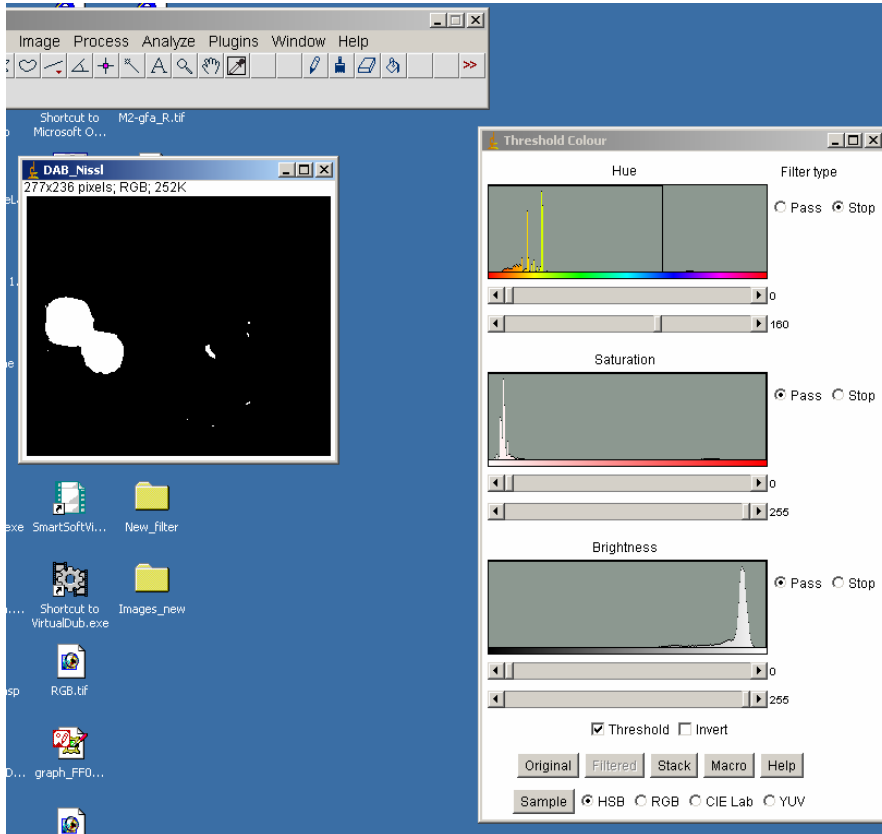 Image Process Analyze Plugins Window Help
A
>>
Shortcut to Microsoft O...
M2-gfa_R.tif
DAB_Nissl
277x236 pixels; RGB; 252K
Threshold Colour
Hue
Filter type
Pass Stop
0
160
Saturation
Pass Stop
0
255
Brightness
Pass Stop
0
255
Threshold Invert
Original Filtered Stack Macro Help
Sample HSB RGB CIE Lab YUV
exe SmartSoftVi... New_filter
Shortcut to VirtualDub.exe
Images_new
RGB.tif
graph_FF0...